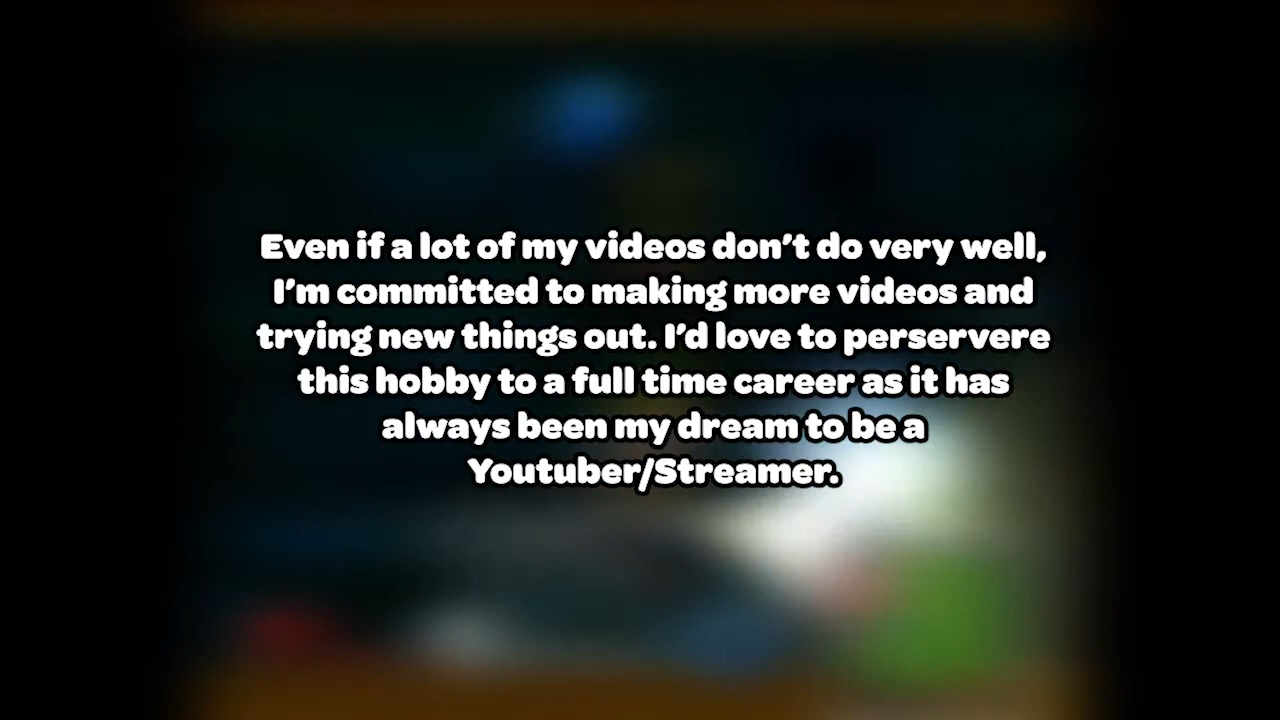 Even if a lot of my videos don't do very well,
I'm committed to making more videos and
trying new things out. I'd love to perservere
this hobby to a full time career as it has
always been my dream to be a
Youtuber/Streamer.